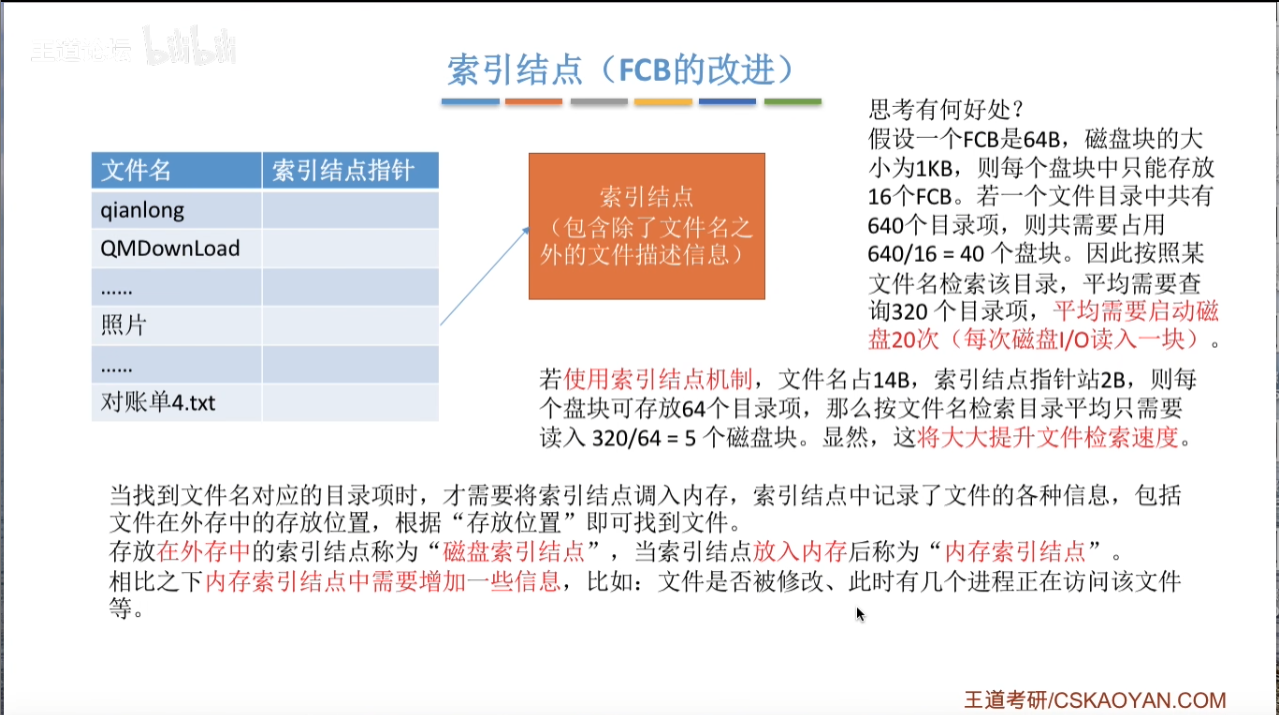 王道论坛 bilibili
索引结点（FCB的改进）
思考有何好处？
假设一个FCB是64B，磁盘块的大
小为1KB，则每个盘块中只能存放
16个FCB。若一个文件目录中共有
640个目录项，则共需要占用
640/16 = 40 个盘块。因此按照某
文件名检索该目录，平均需要查
询320 个目录项，平均需要启动磁
盘20次（每次磁盘I/O读入一块）。
文件名 索引结点指针
qianlong
QMDownLoad
……
照片
……
对账单4.txt
索引结点
（包含除了文件名之
外的文件描述信息）
若使用索引结点机制，文件名占14B，索引结点指针站2B，则每
个盘块可存放64个目录项，那么按文件名检索目录平均只需要
读入 320/64 = 5 个磁盘块。显然，这将大大提升文件检索速度。
当找到文件名对应的目录项时，才需要将索引结点调入内存，索引结点中记录了文件的各种信息，包括
文件在外存中的存放位置，根据“存放位置”即可找到文件。
存放在外存中的索引结点称为“磁盘索引结点”，当索引结点放入内存后称为“内存索引结点”。
相比之下内存索引结点中需要增加一些信息，比如：文件是否被修改、此时有几个进程正在访问该文件
等。
王道考研/CSKAOYAN.COM